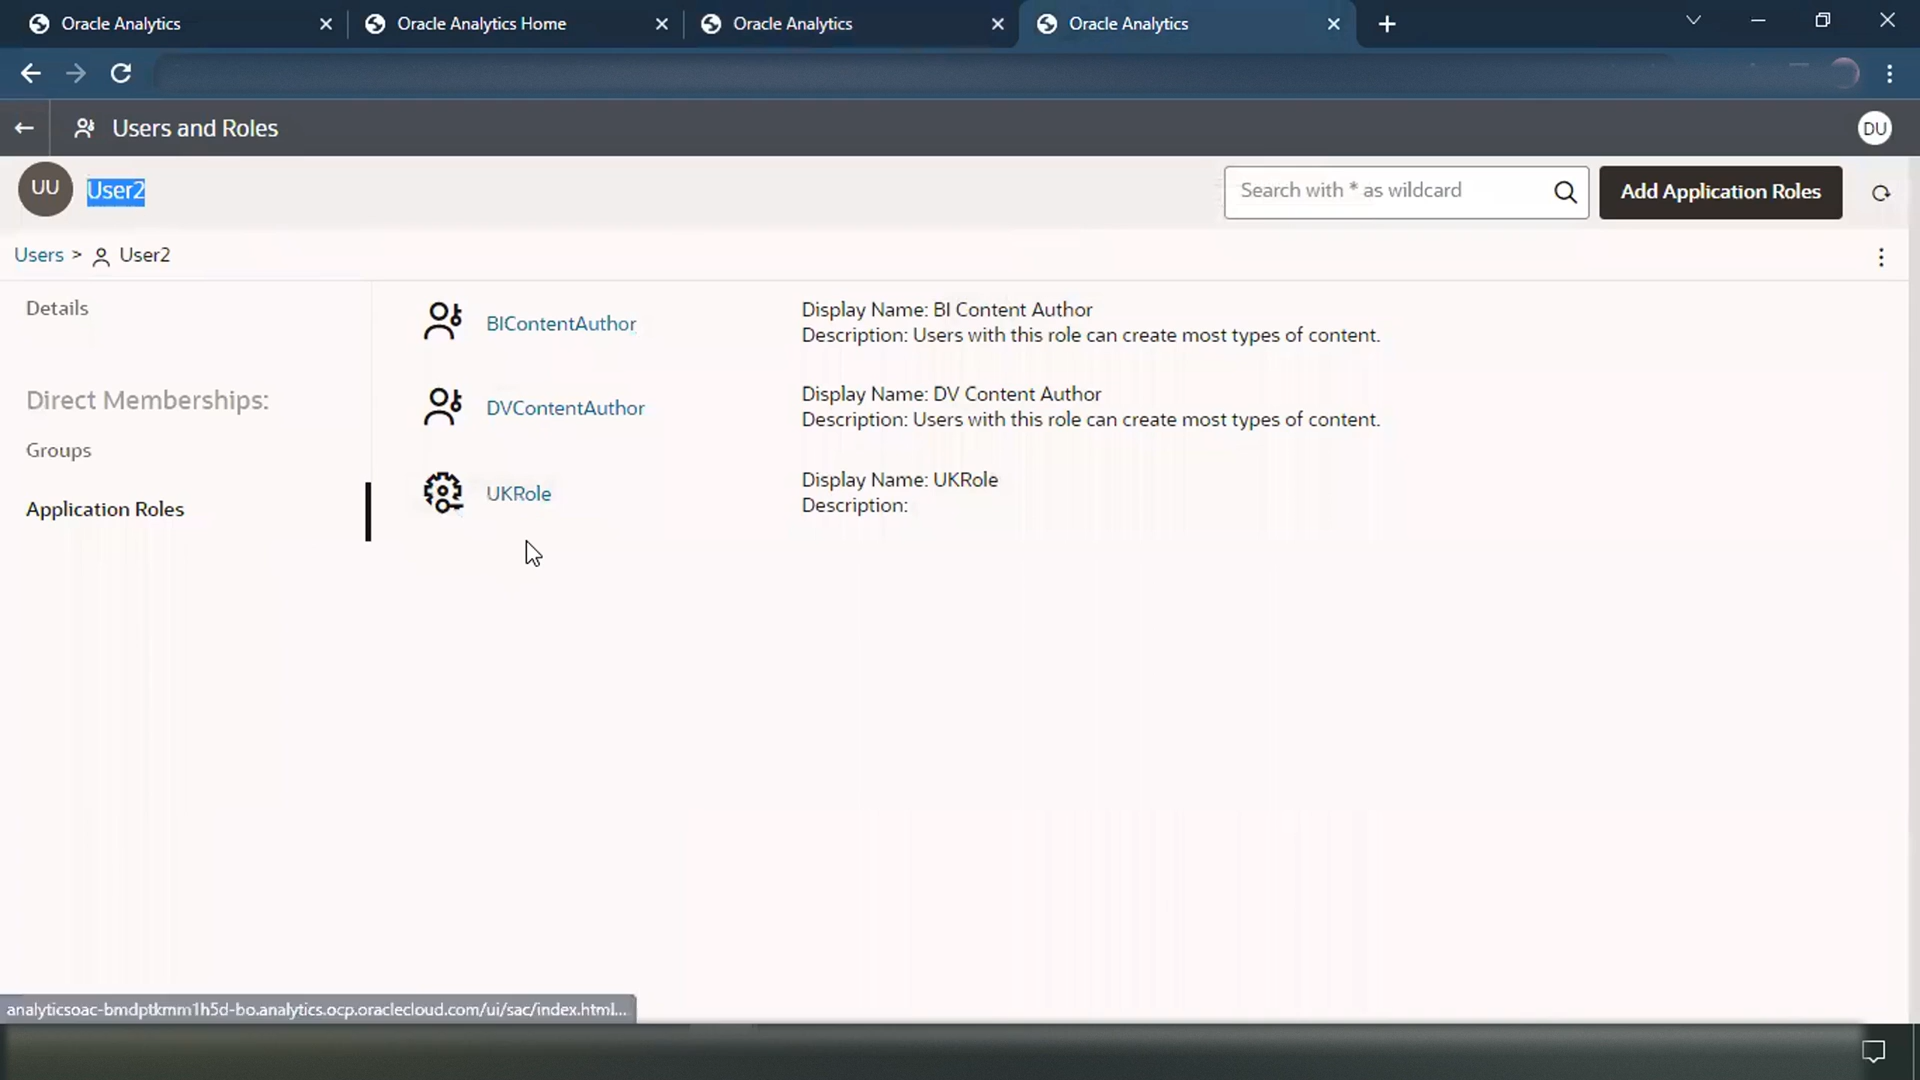 Oracle Analytics
Oracle Analytics Home
Oracle Analytics
Oracle Analytics
Users and Roles
DU
UU
User2
Search with * as wildcard
Add Application Roles
Users > User2
Details
Direct Memberships:
Groups
Application Roles
BIContentAuthor
Display Name: BI Content Author
Description: Users with this role can create most types of content.
DVContentAuthor
Display Name: DV Content Author
Description: Users with this role can create most types of content.
UKRole
Display Name: UKRole
Description:
analyticsoac-bmdptkrnm1h5d-bo.analytics.ocp.oraclecloud.com/ui/sac/index.html...